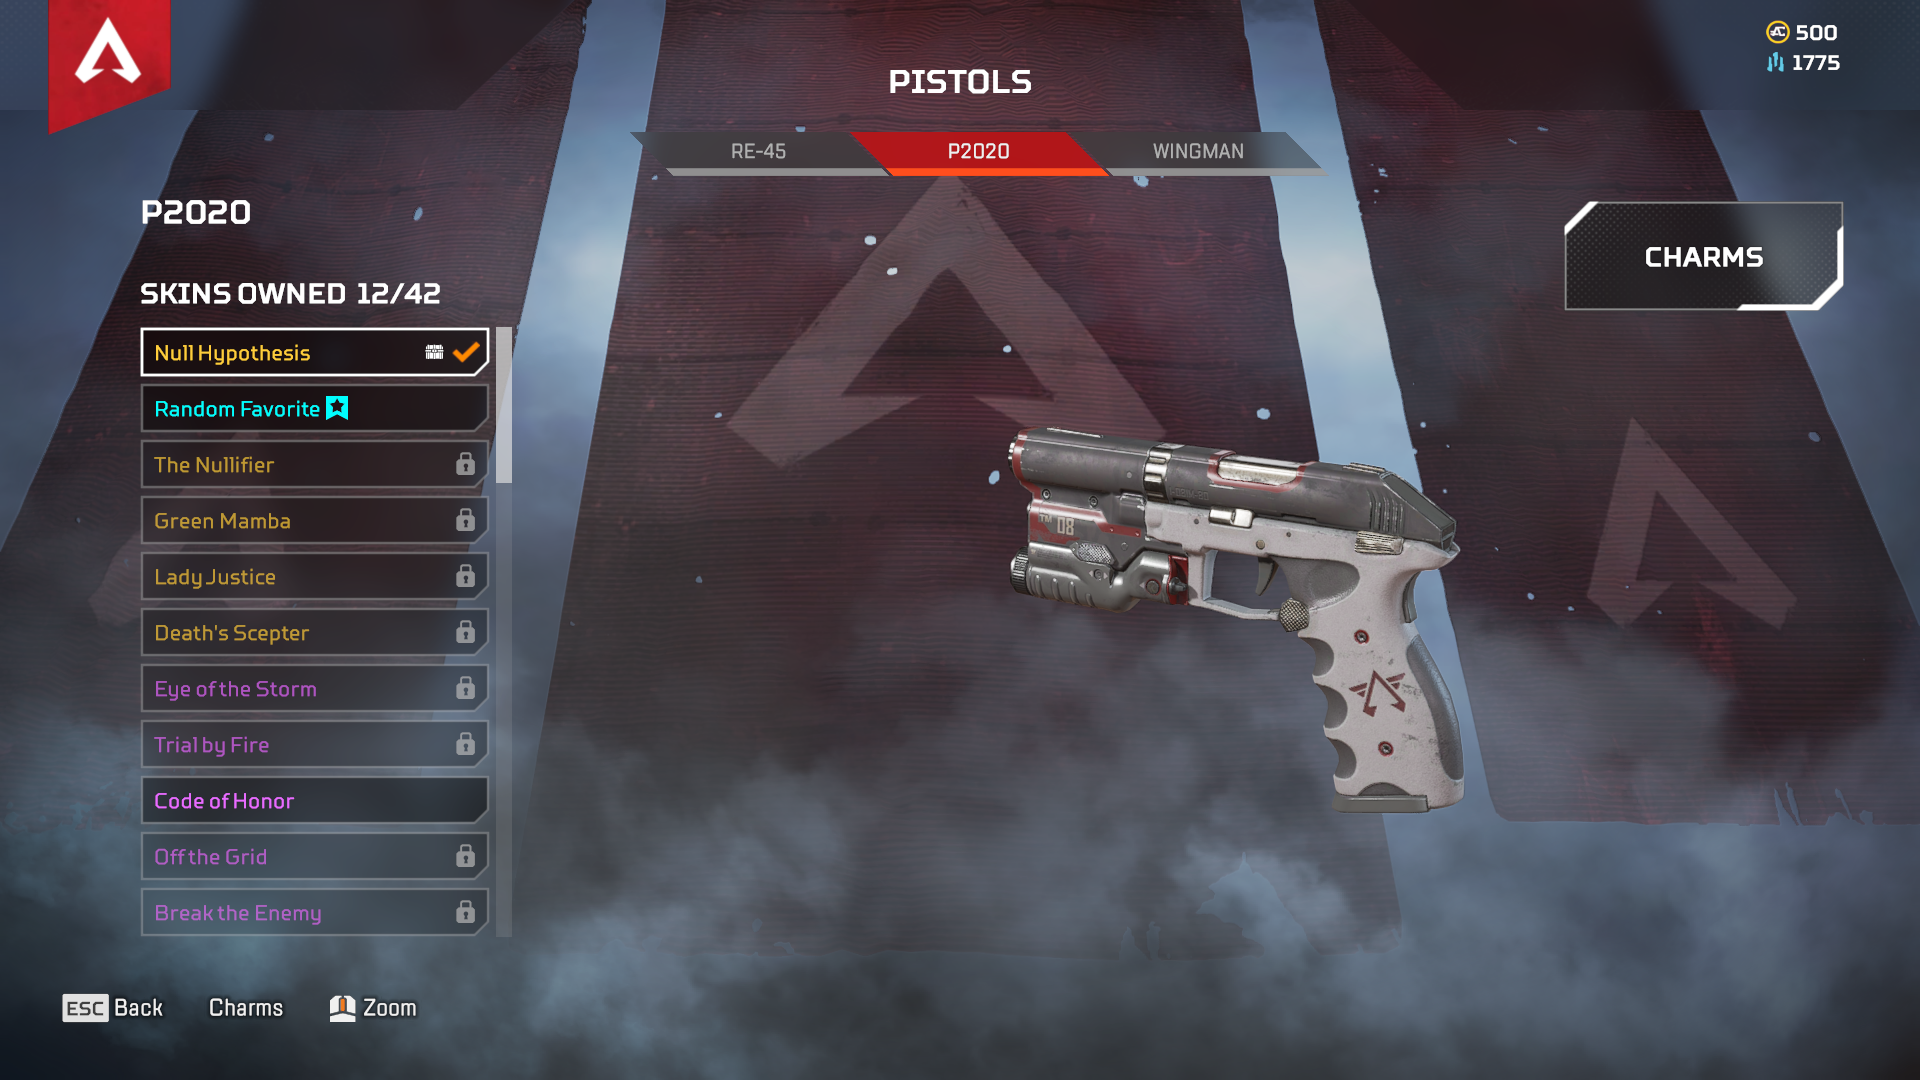 500
1775
PISTOLS
RE-45
P2020
WINGMAN
P2020
CHARMS
SKINS OWNED 12/42
Null Hypothesis
Random Favorite
The Nullifier
Green Mamba
Lady Justice
Death's Scepter
Eye of the Storm
Trial by Fire
Code of Honor
Off the Grid
Break the Enemy
™ 08
ESC Back
Charms
Zoom